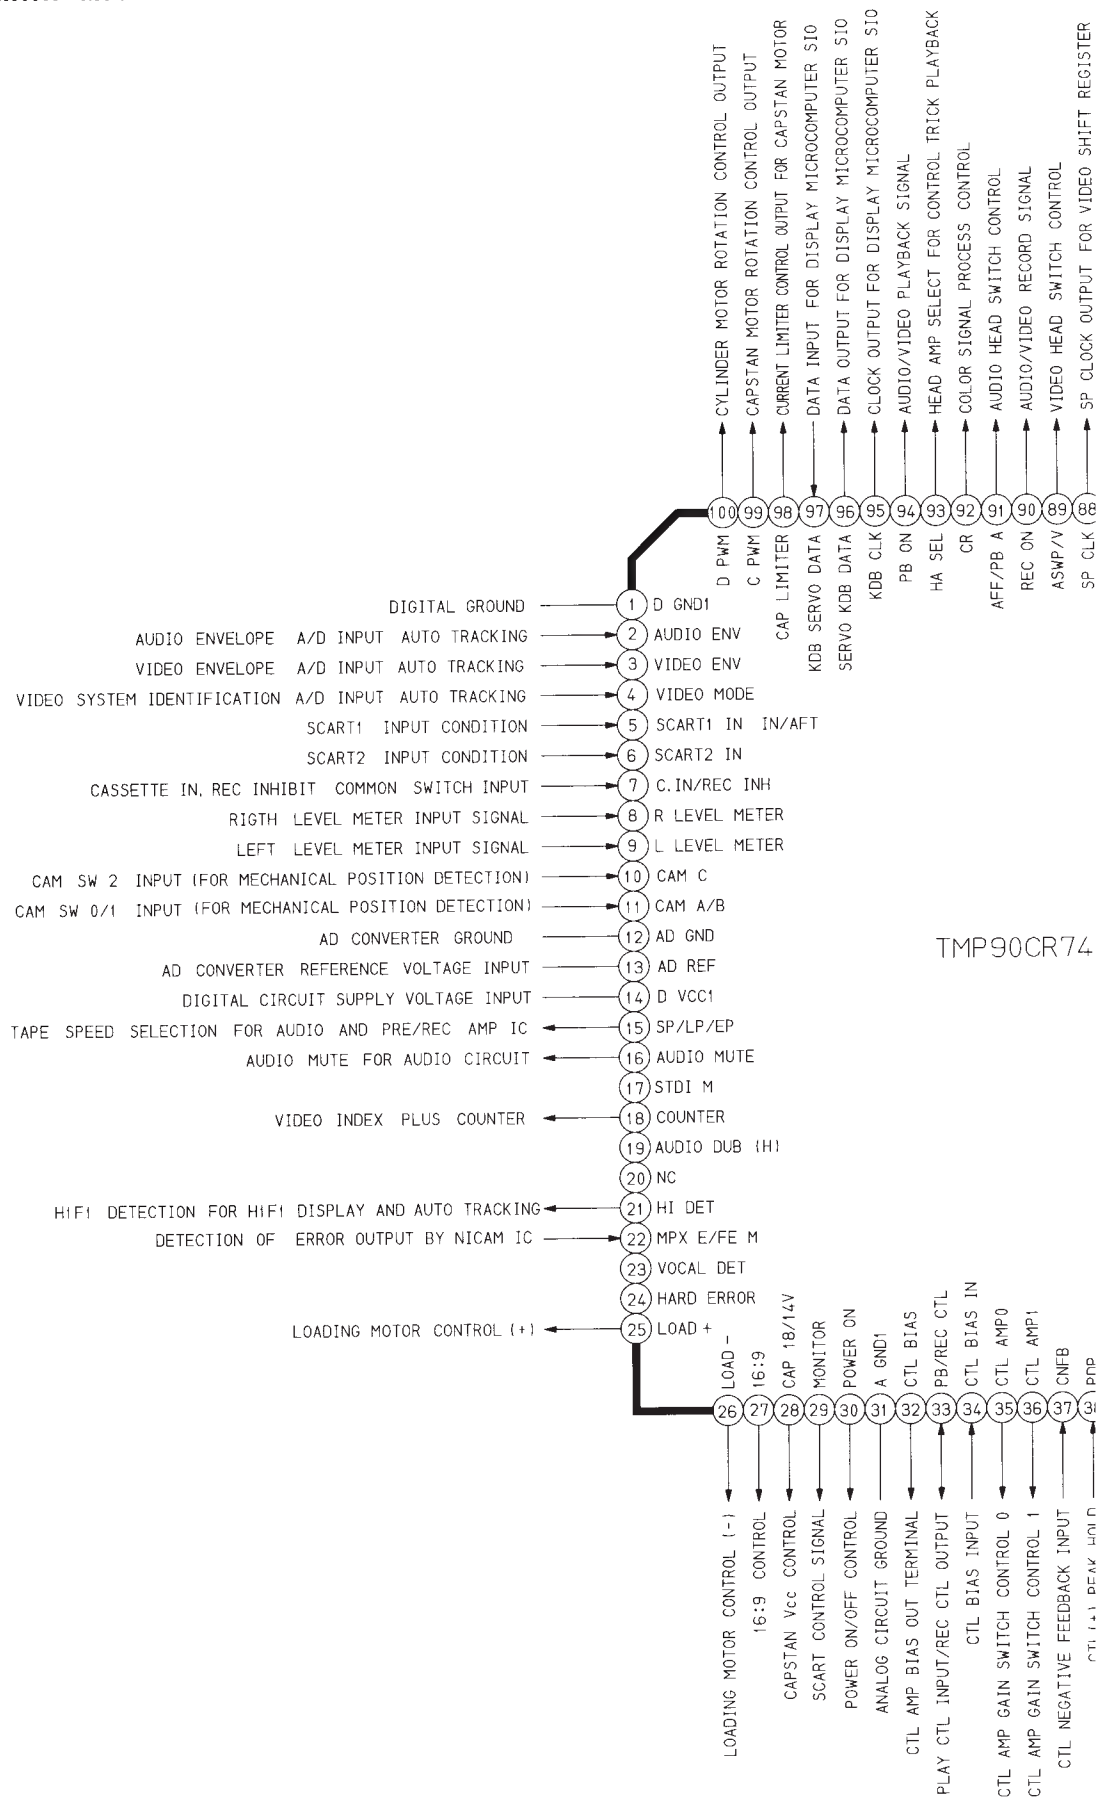 CYLINDER MOTOR ROTATION CONTROL OUTPUT
CAPSTAN MOTOR ROTATION CONTROL OUTPUT
CURRENT LIMITER CONTROL OUTPUT FOR CAPSTAN MOTOR
DATA INPUT FOR DISPLAY MICROCOMPUTER SIO
DATA OUTPUT FOR DISPLAY MICROCOMPUTER SIO
CLOCK OUTPUT FOR DISPLAY MICROCOMPUTER SIO
AUDIO/VIDEO PLAYBACK SIGNAL
HEAD AMP SELECT FOR CONTROL TRICK PLAYBACK
COLOR SIGNAL PROCESS CONTROL
AUDIO HEAD SWITCH CONTROL
AUDIO/VIDEO RECORD SIGNAL
VIDEO HEAD SWITCH CONTROL
SP CLOCK OUTPUT FOR VIDEO SHIFT REGISTER
100 99 98 97 96 95 94 93 92 91 90 89 88
D PWM
C PWM
CAP LIMITER
KDB SERVO DATA
SERVO KDB DATA
KDB CLK
PB ON
HA SEL
CR
AFF/PB A
REC ON
ASWP/V
SP CLK
DIGITAL GROUND 1 D GND1
AUDIO ENVELOPE A/D INPUT AUTO TRACKING 2 AUDIO ENV
VIDEO ENVELOPE A/D INPUT AUTO TRACKING 3 VIDEO ENV
VIDEO SYSTEM IDENTIFICATION A/D INPUT AUTO TRACKING 4 VIDEO MODE
SCART1 INPUT CONDITION 5 SCART1 IN IN/AFT
SCART2 INPUT CONDITION 6 SCART2 IN
CASSETTE IN, REC INHIBIT COMMON SWITCH INPUT 7 C.IN/REC INH
RIGTH LEVEL METER INPUT SIGNAL 8 R LEVEL METER
LEFT LEVEL METER INPUT SIGNAL 9 L LEVEL METER
CAM SW 2 INPUT (FOR MECHANICAL POSITION DETECTION) 10 CAM C
CAM SW 0/1 INPUT (FOR MECHANICAL POSITION DETECTION) 11 CAM A/B
AD CONVERTER GROUND 12 AD GND
TMP90CR74
AD CONVERTER REFERENCE VOLTAGE INPUT 13 AD REF
DIGITAL CIRCUIT SUPPLY VOLTAGE INPUT 14 D VCC1
TAPE SPEED SELECTION FOR AUDIO AND PRE/REC AMP IC 15 SP/LP/EP
AUDIO MUTE FOR AUDIO CIRCUIT 16 AUDIO MUTE
17 STDI M
VIDEO INDEX PLUS COUNTER 18 COUNTER
19 AUDIO DUB (H)
20 NC
HIFI DETECTION FOR HIFI DISPLAY AND AUTO TRACKING 21 HI DET
DETECTION OF ERROR OUTPUT BY NICAM IC 22 MPX E/FE M
23 VOCAL DET
24 HARD ERROR
LOADING MOTOR CONTROL (+) 25 LOAD +
LOAD -
16:9
CAP 18/14V
MONITOR
POWER ON
A GND1
CTL BIAS
PB/REC CTL
CTL BIAS IN
CTL AMP0
CTL AMP1
CNFB
26 27 28 29 30 31 32 33 34 35 36 37 38
LOADING MOTOR CONTROL (-)
16:9 CONTROL
CAPSTAN Vcc CONTROL
SCART CONTROL SIGNAL
POWER ON/OFF CONTROL
ANALOG CIRCUIT GROUND
CTL AMP BIAS OUT TERMINAL
PLAY CTL INPUT/REC CTL OUTPUT
CTL BIAS INPUT
CTL AMP GAIN SWITCH CONTROL 0
CTL AMP GAIN SWITCH CONTROL 1
CTL NEGATIVE FEEDBACK INPUT
CTL (+) PEAK HOLD